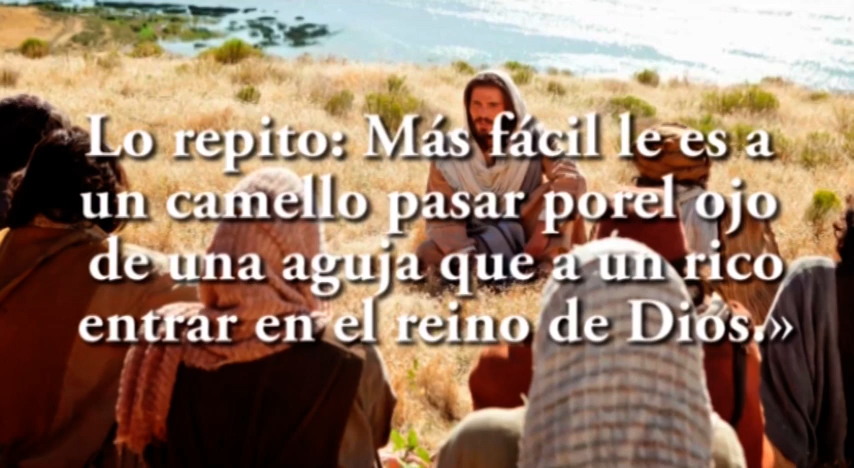 Lo repito: Más fácil le es a
un camello pasar porel ojo
de una aguja que a un rico
entrar en el reino de Dios.»